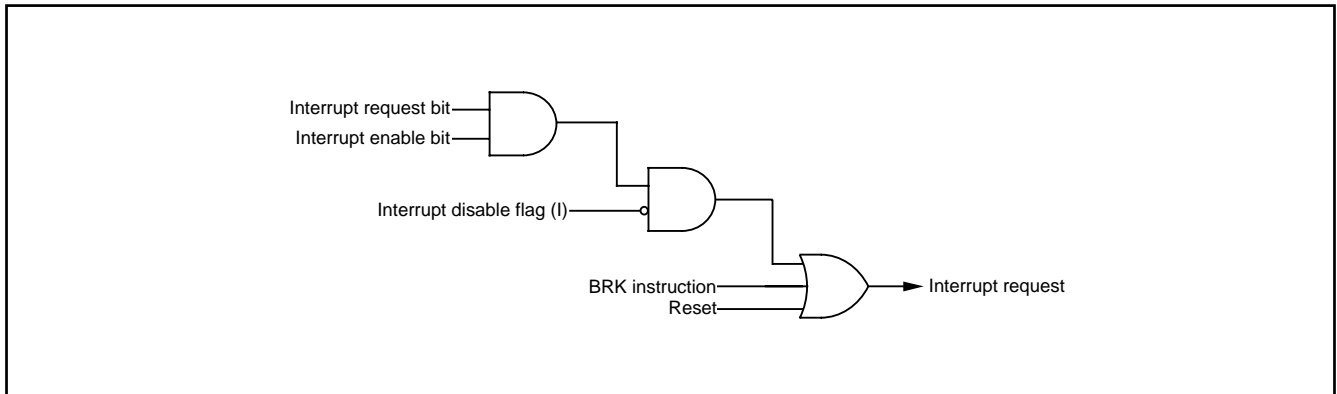 Interrupt request bit
Interrupt enable bit
Interrupt disable flag (I)
BRK instruction
Reset
Interrupt request